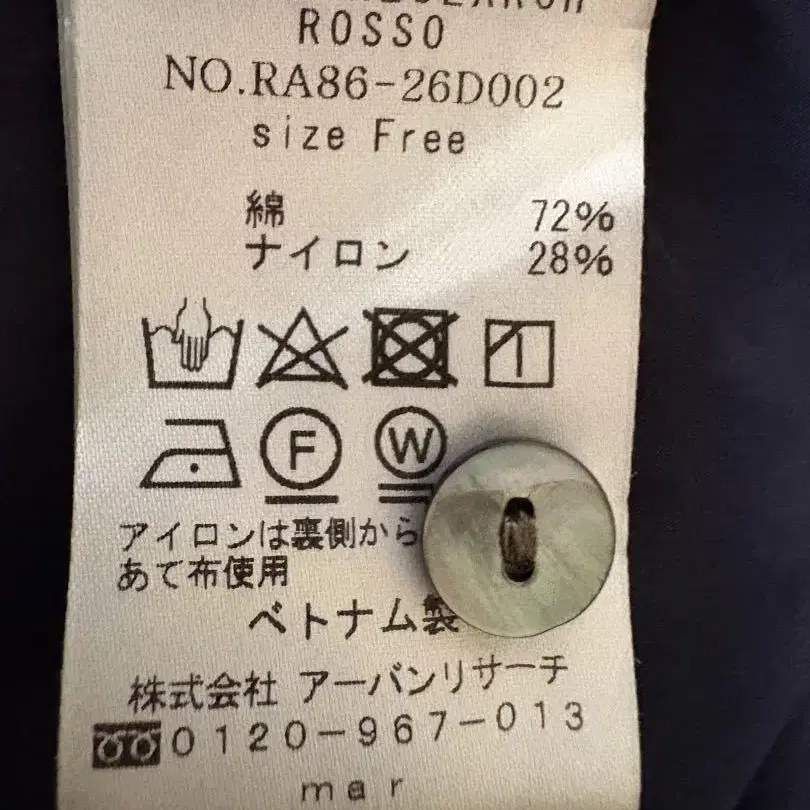 ROSSO
NO.RA86-26D002
size Free
綿 72%
ナイロン 28%
F W
アイロンは裏側から
あて布使用
ベトナム製
株式会社 アーバンリサーチ
0120-967-013
mar